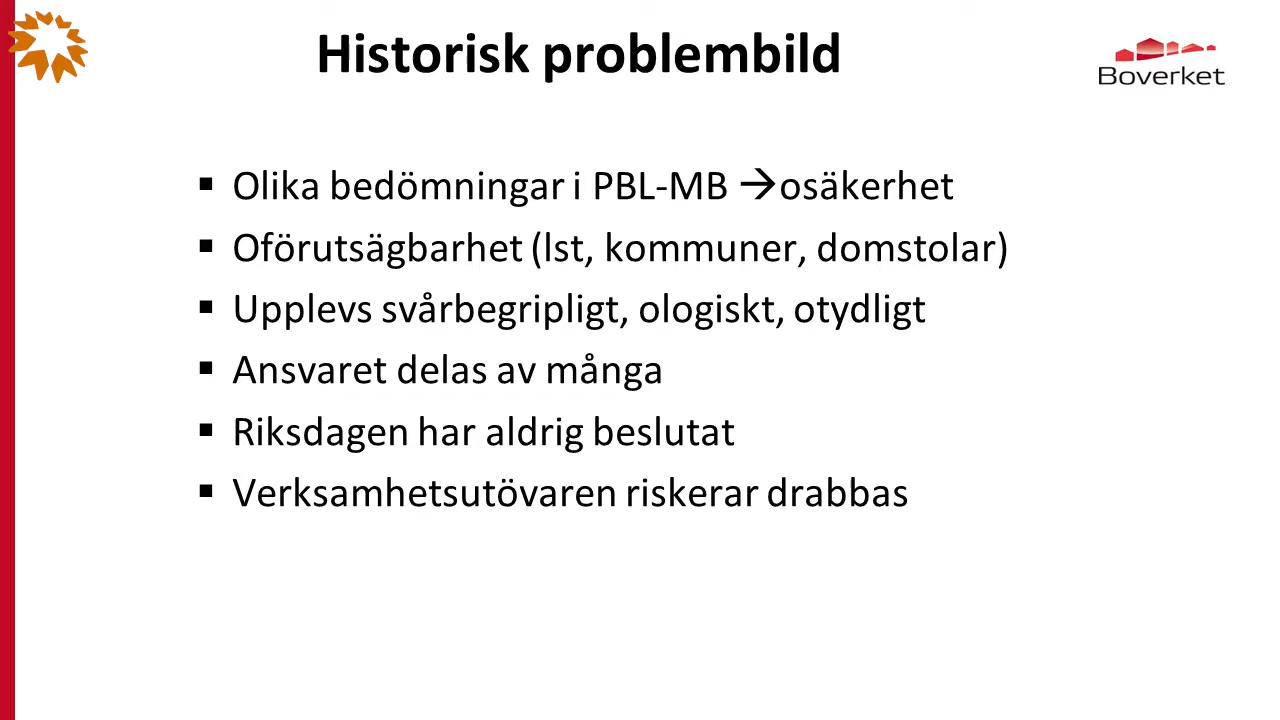 Historisk problembild
Boverket
▪ Olika bedömningar i PBL-MB →osäkerhet
▪ Oförutsägbarhet (lst, kommuner, domstolar)
▪ Upplevs svårbegripligt, ologiskt, otydligt
▪ Ansvaret delas av många
▪ Riksdagen har aldrig beslutat
▪ Verksamhetsutövaren riskerar drabbas